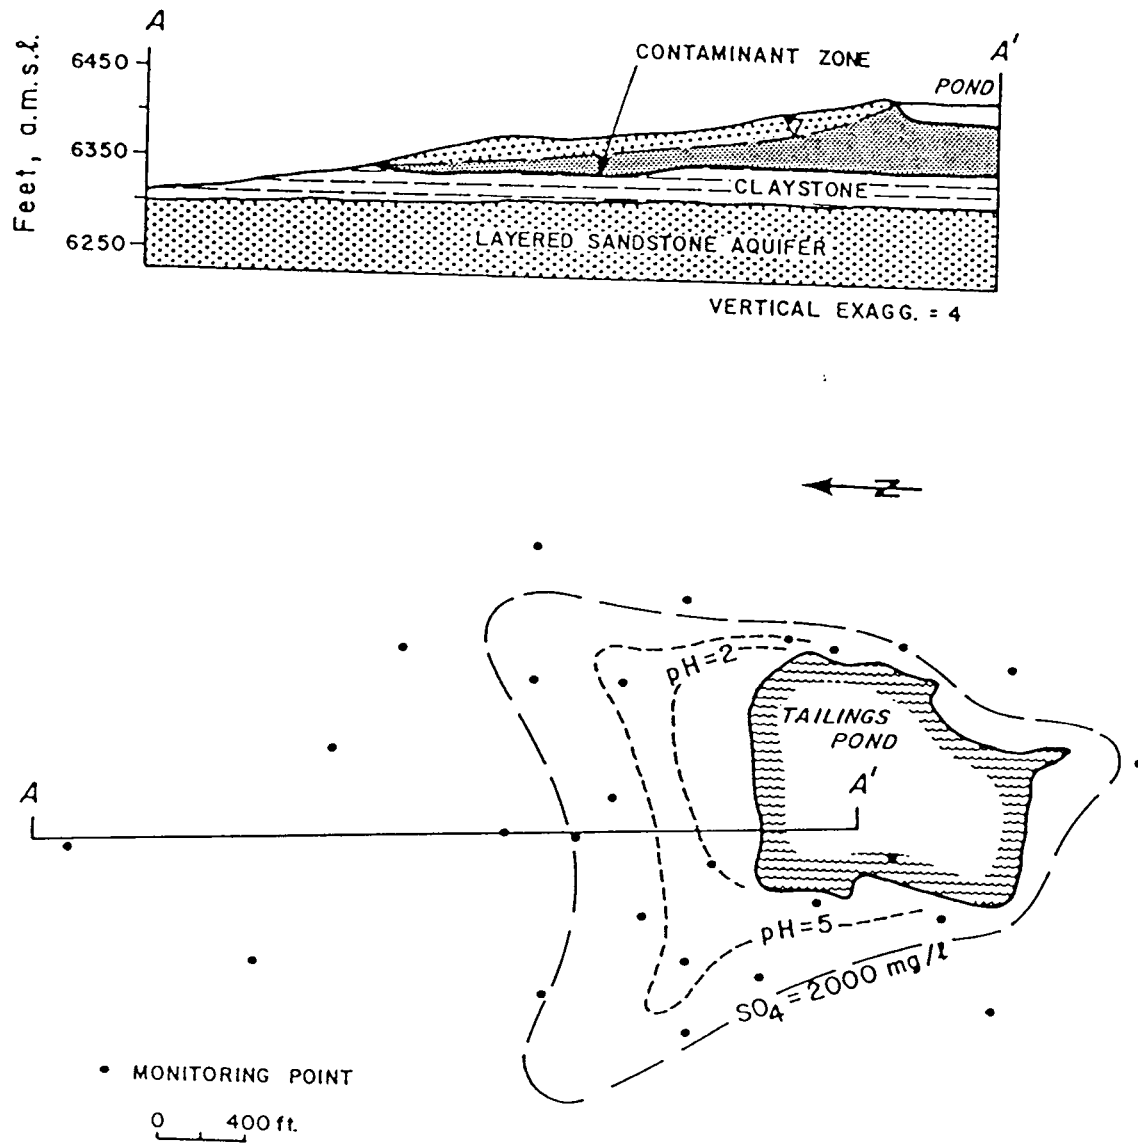 A
A'
Feet, a.m.s.l.
6450
6350
6250
CONTAMINANT ZONE
POND
CLAYSTONE
LAYERED SANDSTONE AQUIFER
VERTICAL EXAGG. = 4
N
pH=2
TAILINGS
POND
A
A'
pH=5
SO4=2000 mg/l
• MONITORING POINT
0 400 ft.